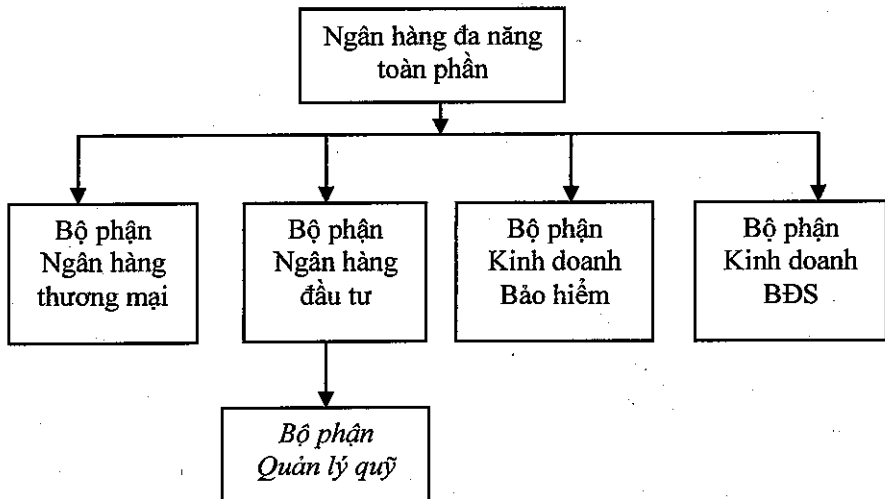 Ngân hàng đa năng
toàn phần
Bộ phận
Ngân hàng
thương mại
Bộ phận
Ngân hàng
đầu tư
Bộ phận
Kinh doanh
Bảo hiểm
Bộ phận
Kinh doanh
BĐS
Bộ phận
Quản lý quỹ